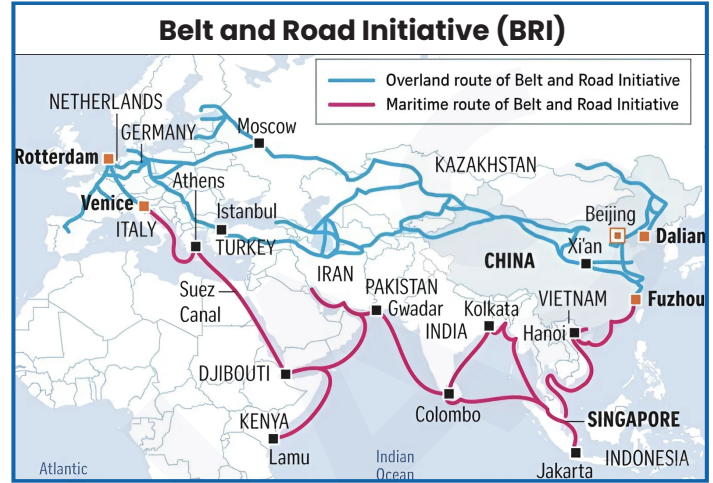 Belt and Road Initiative (BRI)
Overland route of Belt and Road Initiative
Maritime route of Belt and Road Initiative
NETHERLANDS
GERMANY
Moscow
Rotterdam
KAZAKHSTAN
Athens
Venice
Istanbul
Beijing
ITALY
TURKEY
Dalian
Xi'an
CHINA
IRAN
Suez
Canal
PAKISTAN
Gwadar
Kolkata
VIETNAM
Fuzhou
INDIA
Hanoi
DJIBOUTI
Colombo
KENYA
SINGAPORE
Lamu
Atlantic
Indian
Ocean
INDONESIA
Jakarta